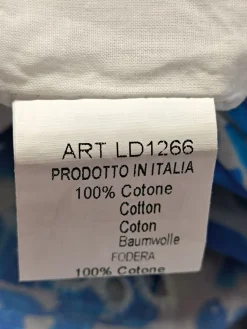 ART LD1266
PRODOTTO IN ITALIA
100% Cotone
Cotton
Coton
Baumwolle
FODERA
100% Cotone